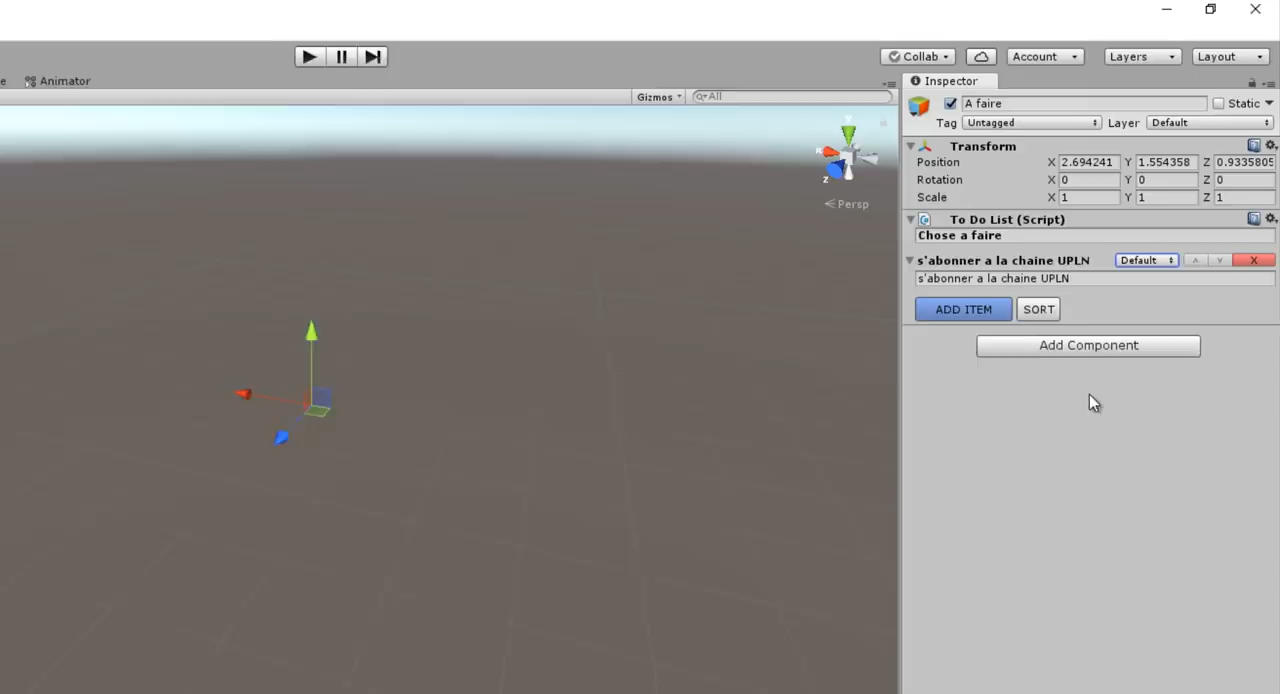 Collab Account Layers Layout
e Animator Inspector
Gizmos All
A faire Static
Tag Untagged Layer Default
Transform
Position X 2.694241 Y 1.554358 Z 0.9335805
Rotation X 0 Y 0 Z 0
Scale X 1 Y 1 Z 1
To Do List (Script)
Chose a faire
s'abonner a la chaine UPLN Default ^ v X
s'abonner a la chaine UPLN
ADD ITEM SORT
Add Component
Y
x
z
Persp